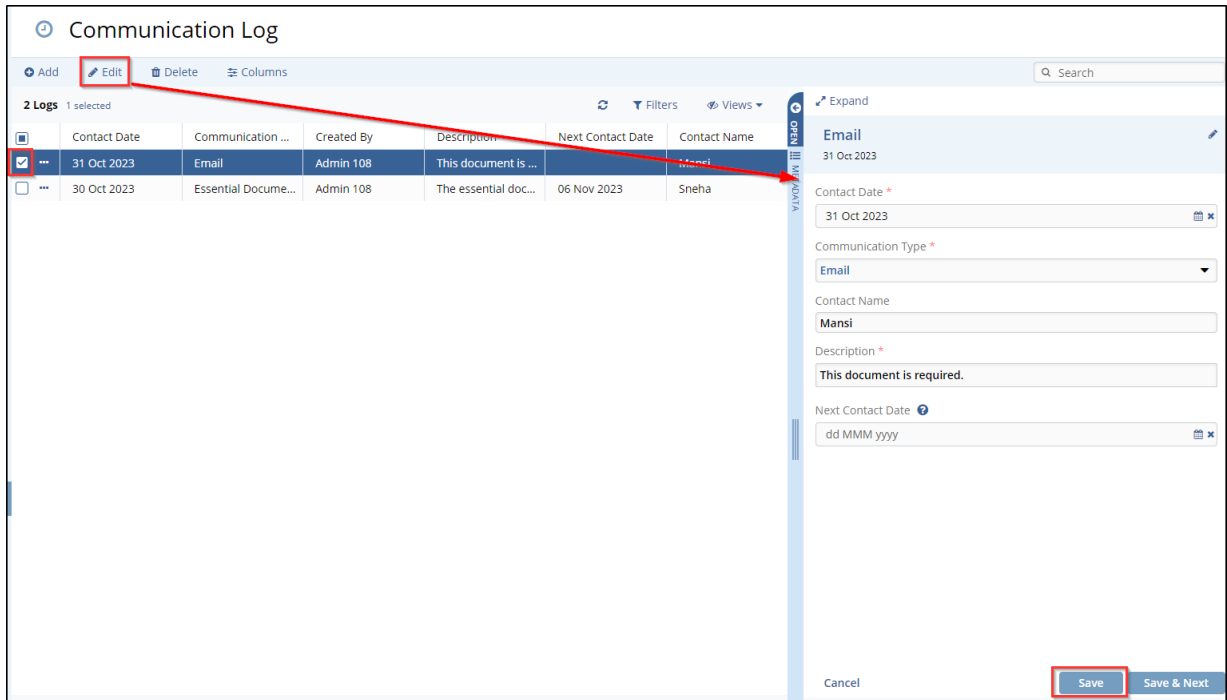 Communication Log
Add Edit Delete Columns Search
2 Logs 1 selected Filters Views
Contact Date Communication ... Created By Description Next Contact Date Contact Name
31 Oct 2023 Email Admin 108 This document is ... Mansi
30 Oct 2023 Essential Docume... Admin 108 The essential doc... 06 Nov 2023 Sneha
OPEN
METADATA
Expand
Email
31 Oct 2023
Contact Date *
31 Oct 2023
Communication Type *
Email
Contact Name
Mansi
Description *
This document is required.
Next Contact Date ?
dd MMM yyyy
Cancel Save Save & Next